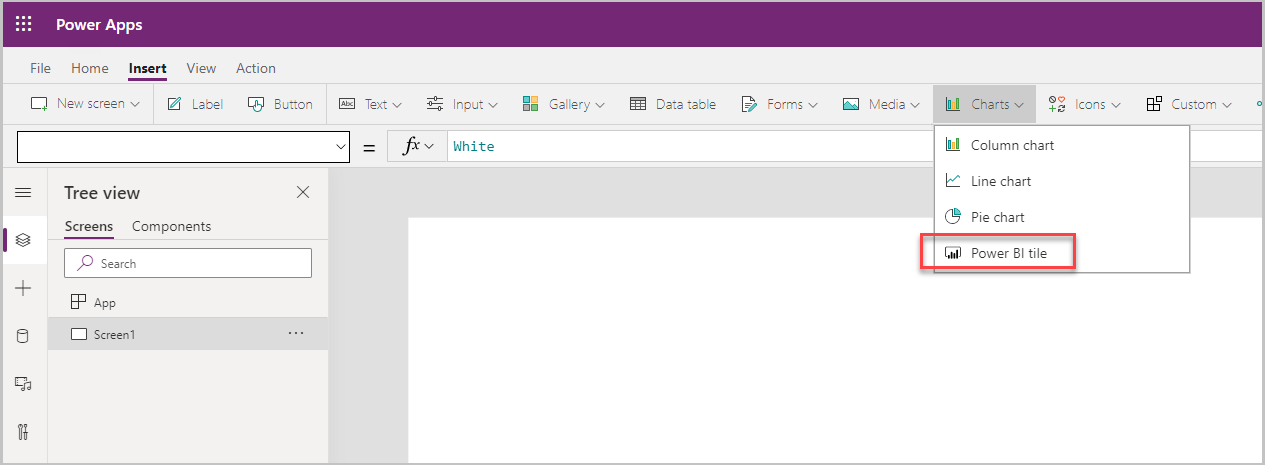 Power Apps
File Home Insert View Action
New screen Label Button Text Input Gallery Data table Forms Media Charts Icons Custom
= fx White
Column chart
Line chart
Pie chart
Power BI tile
Tree view
Screens Components
Search
App
Screen1